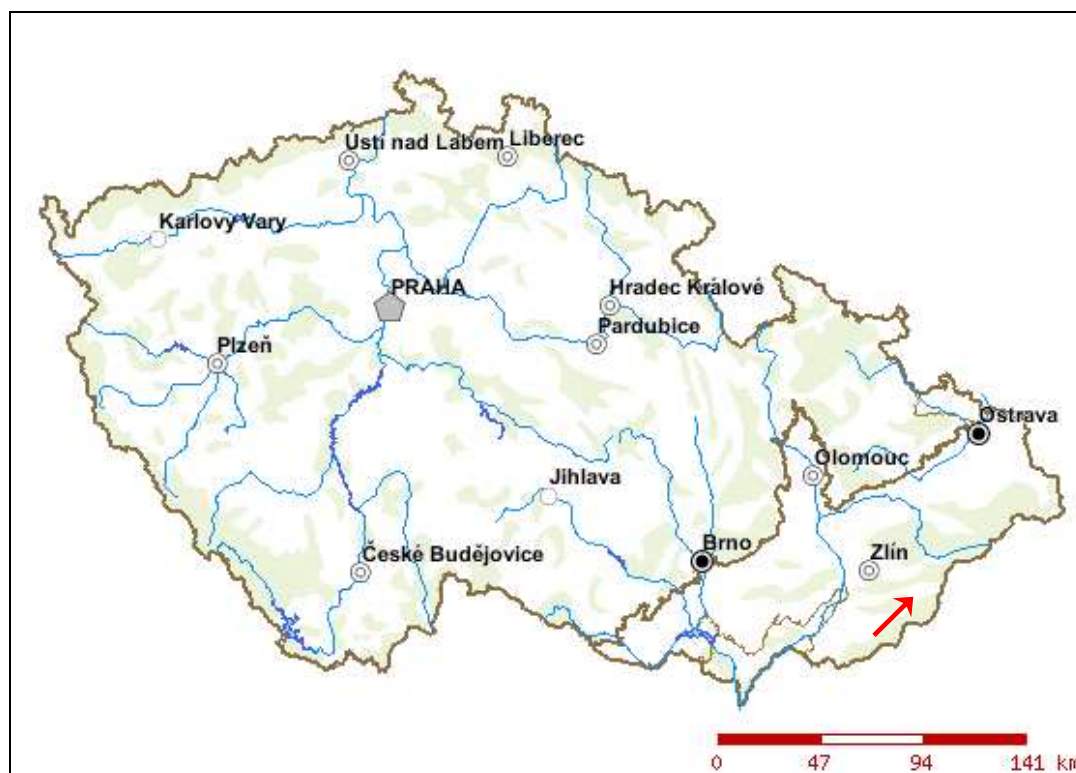 Ustí nad Labem
Liberec
Karlovy Vary
PRAHA
Hradec Králové
Pardubice
Plzeň
Ostrava
Olomouc
Jihlava
Brno
Zlín
České Budějovice
0 47 94 141 km